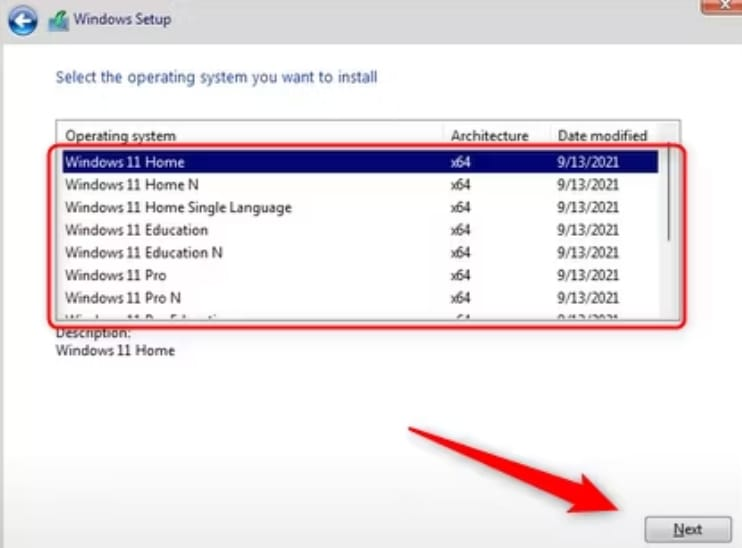 Windows Setup
Select the operating system you want to install
Operating system Architecture Date modified
Windows 11 Home x64 9/13/2021
Windows 11 Home N x64 9/13/2021
Windows 11 Home Single Language x64 9/13/2021
Windows 11 Education x64 9/13/2021
Windows 11 Education N x64 9/13/2021
Windows 11 Pro x64 9/13/2021
Windows 11 Pro N x64 9/13/2021
Description:
Windows 11 Home
Next